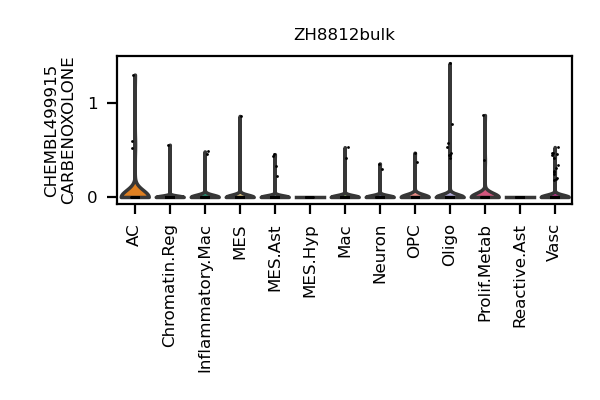 ZH8812bulk
CHEMBL499915
CARBENOXOLONE
1
0
AC
Chromatin.Reg
Inflammatory.Mac
MES
MES.Ast
MES.Hyp
Mac
Neuron
OPC
Oligo
Prolif.Metab
Reactive.Ast
Vasc